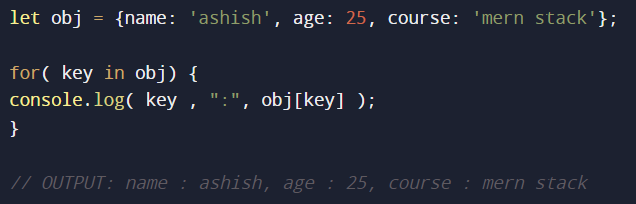 let obj = {name: 'ashish', age: 25, course: 'mern stack'};
for( key in obj) {
console.log( key , ":", obj[key] );
}
// OUTPUT: name : ashish, age : 25, course : mern stack